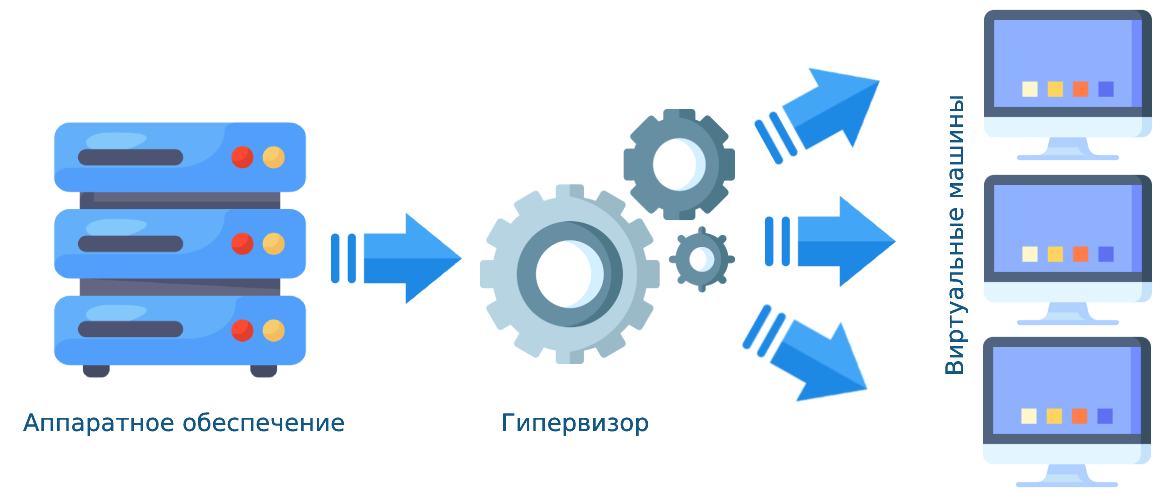 Аппаратное обеспечение
Гипервизор
Виртуальные машины